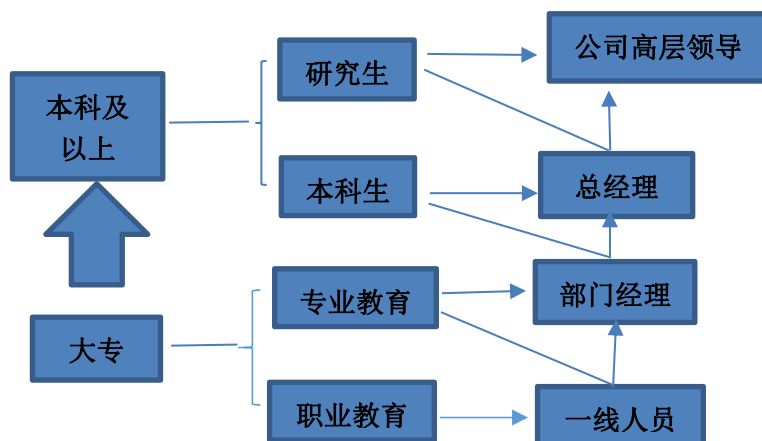 公司高层领导
研究生
本科及
以上
本科生
总经理
专业教育
部门经理
大专
职业教育
一线人员